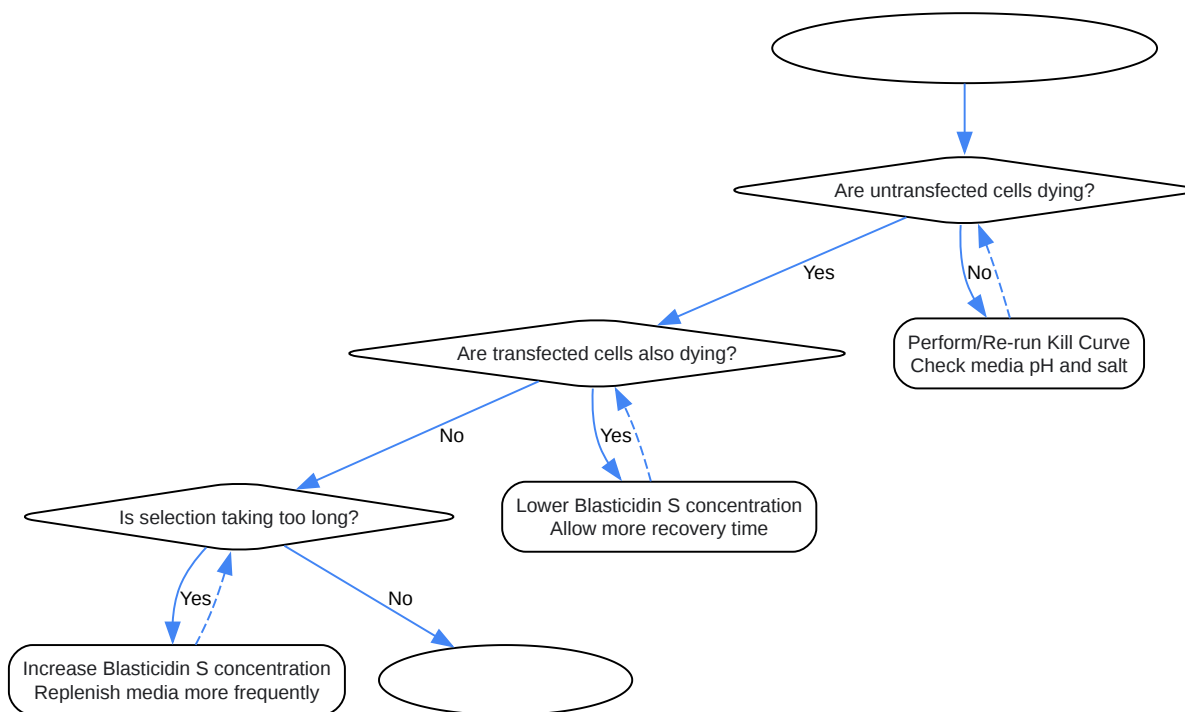 Are untransfected cells dying?
Yes
No
Perform/Re-run Kill Curve
Check media pH and salt
Are transfected cells also dying?
No
Yes
Lower Blasticidin S concentration
Allow more recovery time
Is selection taking too long?
Yes
No
Increase Blasticidin S concentration
Replenish media more frequently